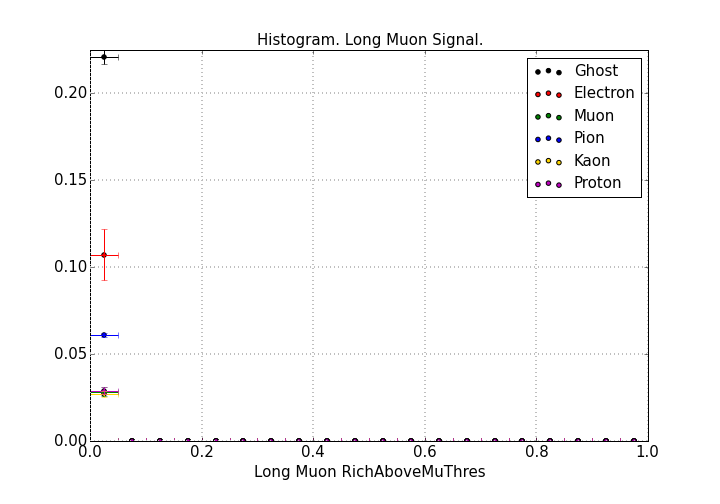 Histogram. Long Muon Signal.
Ghost
Electron
Muon
Pion
Kaon
Proton
0.20
0.15
0.10
0.05
0.00
0.0 0.2 0.4 0.6 0.8 1.0
Long Muon RichAboveMuThres